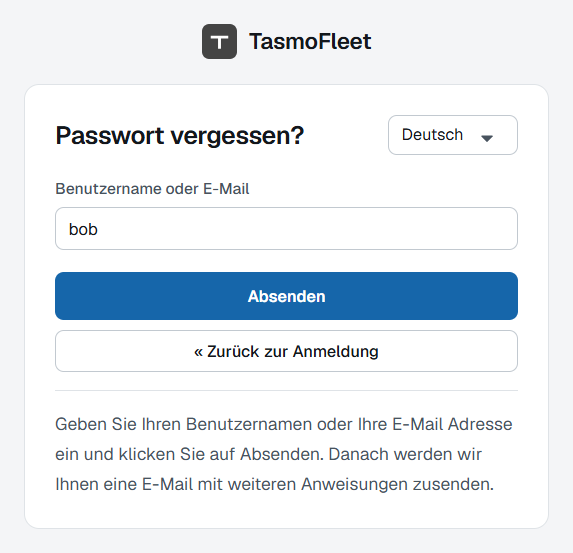 T TasmoFleet
Passwort vergessen?
Deutsch
Benutzername oder E-Mail
bob
Absenden
« Zurück zur Anmeldung
Geben Sie Ihren Benutzernamen oder Ihre E-Mail Adresse
ein und klicken Sie auf Absenden. Danach werden wir
Ihnen eine E-Mail mit weiteren Anweisungen zusenden.